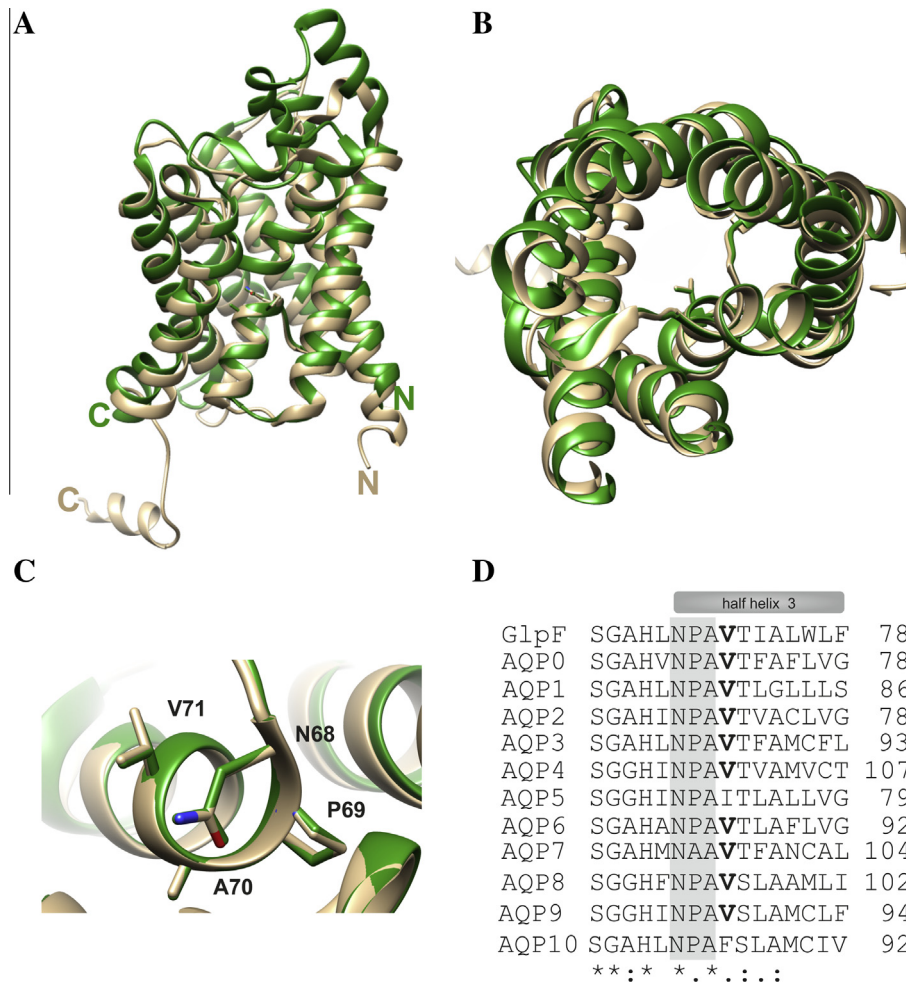 A
B
C
N
C
N
C
D
V71
N68
P69
A70
half helix 3
GlpF SGAHLNPAVTIALWLF 78
AQP0 SGAHVNPAVTFAFLVG 78
AQP1 SGAHLNPAVTLGLLLS 86
AQP2 SGAHINPAVTVACLVG 78
AQP3 SGAHLNPAVTFAMCFL 93
AQP4 SGGHINPAVTVAMVCT 107
AQP5 SGGHINPAITLALLVG 79
AQP6 SGAHANPAVTLAFLVG 92
AQP7 SGAHMNAAVTFANCAL 104
AQP8 SGGHFNPAVSLAAMLI 102
AQP9 SGGHINPAVSLAMCLF 94
AQP10 SGAHLNPAFSLAMCIV 92
**:* *.*.:.: